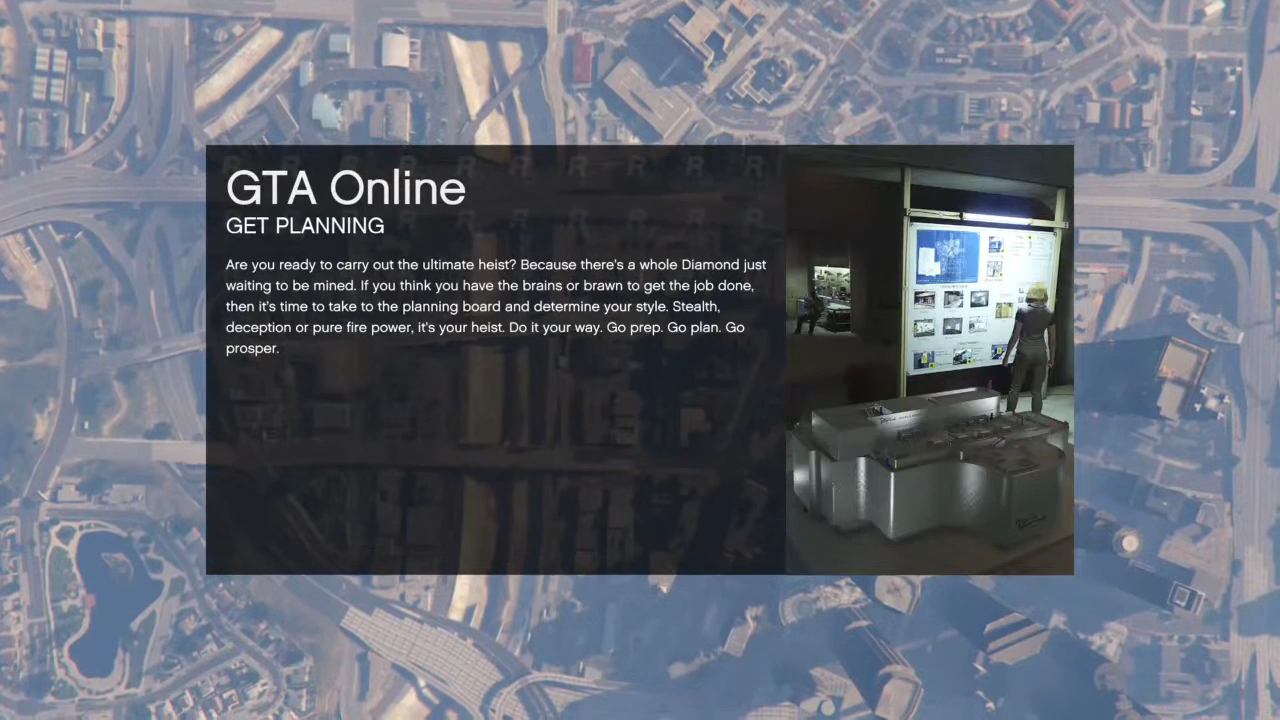 GTA Online
GET PLANNING
Are you ready to carry out the ultimate heist? Because there's a whole Diamond just
waiting to be mined. If you think you have the brains or brawn to get the job done,
then it's time to take to the planning board and determine your style. Stealth,
deception or pure fire power, it's your heist. Do it your way. Go prep. Go plan. Go
prosper.